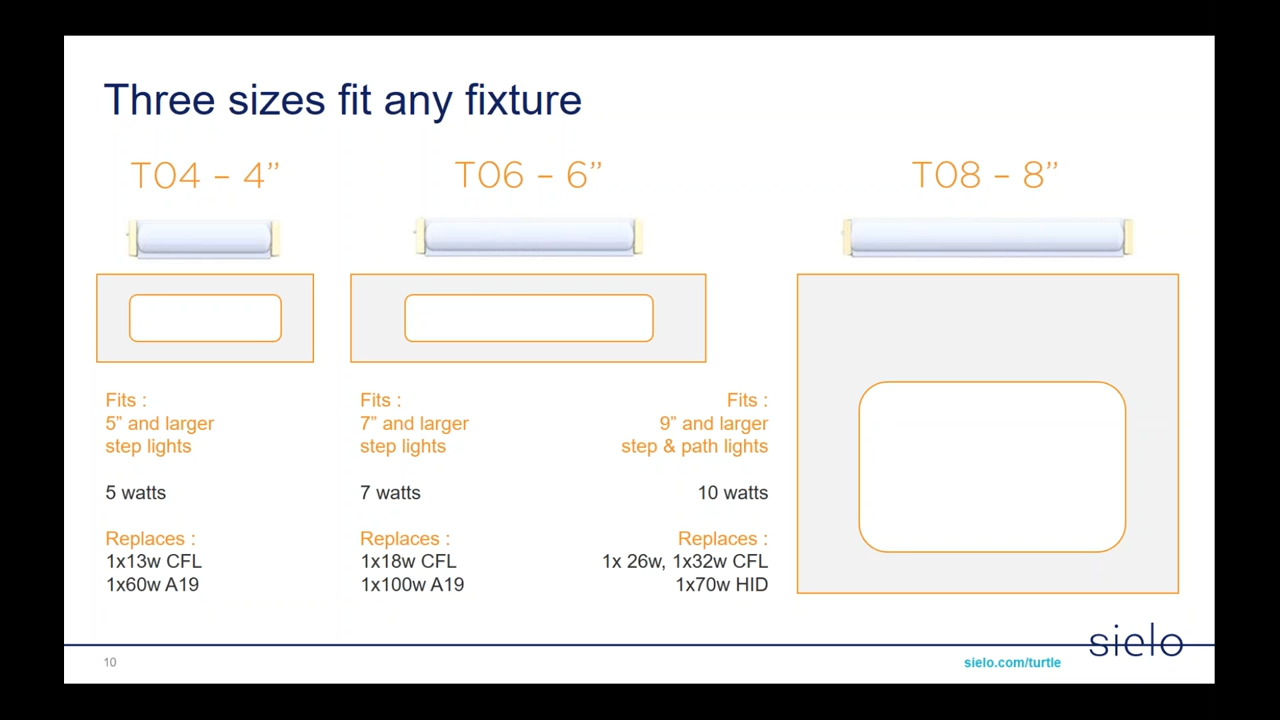 Three sizes fit any fixture
T04 – 4”
T06 – 6”
T08 – 8”
Fits :
5” and larger
step lights
5 watts
Replaces :
1x13w CFL
1x60w A19
Fits :
7” and larger
step lights
7 watts
Replaces :
1x18w CFL
1x100w A19
Fits :
9” and larger
step & path lights
10 watts
Replaces :
1x 26w, 1x32w CFL
1x70w HID
10
sielo.com/turtle
sielo